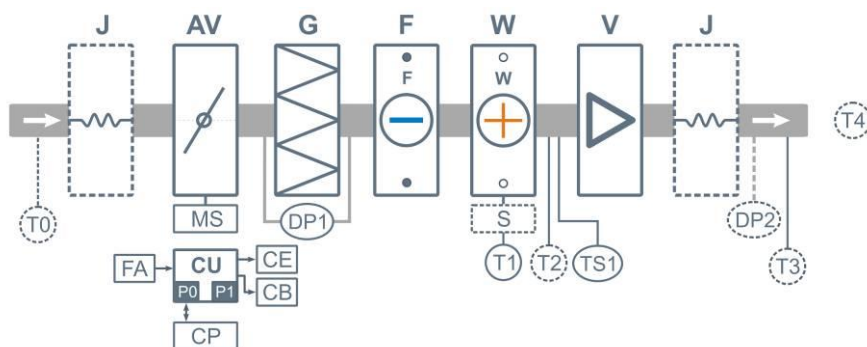 J AV G F W V J
F W
T4
MS DP1 S DP2
T0
T1 T2 TS1 T3
FA CU CE
P0 P1 CB
CP